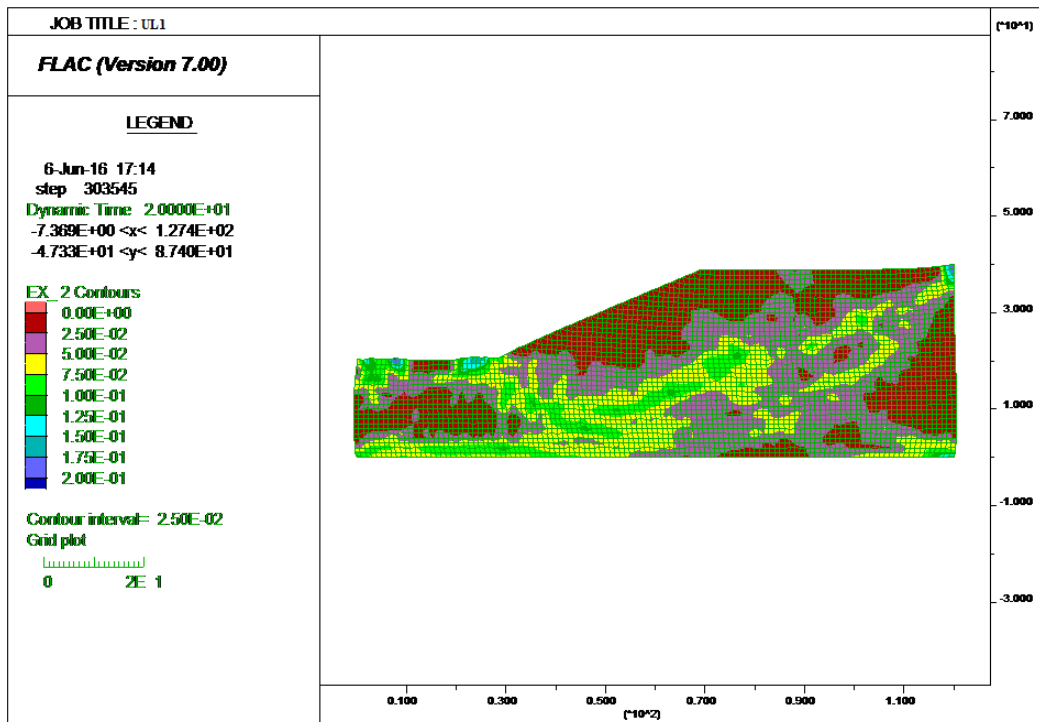 JOB TITLE : UL1
FLAC (Version 7.00)
LEGEND
6-Jun-16 17:14
step 303545
Dynamic Time 2.0000E+01
-7.369E+00 <x< 1.274E+02
-4.733E+01 <y< 8.740E+01
EX_2 Contours
0.00E+00
2.50E-02
5.00E-02
7.50E-02
1.00E-01
1.25E-01
1.50E-01
1.75E-01
2.00E-01
Contour interval= 2.50E-02
Grid plot
0 2E 1
(*10^1)
7.000
5.000
3.000
1.000
-1.000
-3.000
0.100 0.300 0.500 0.700 0.900 1.100
(*10^2)